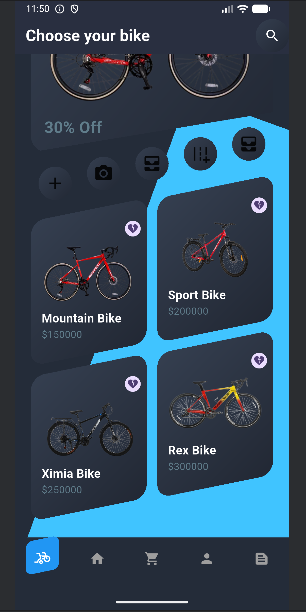 11:50
Choose your bike
30% Off
Mountain Bike
$150000
Sport Bike
$200000
Ximia Bike
$250000
Rex Bike
$300000